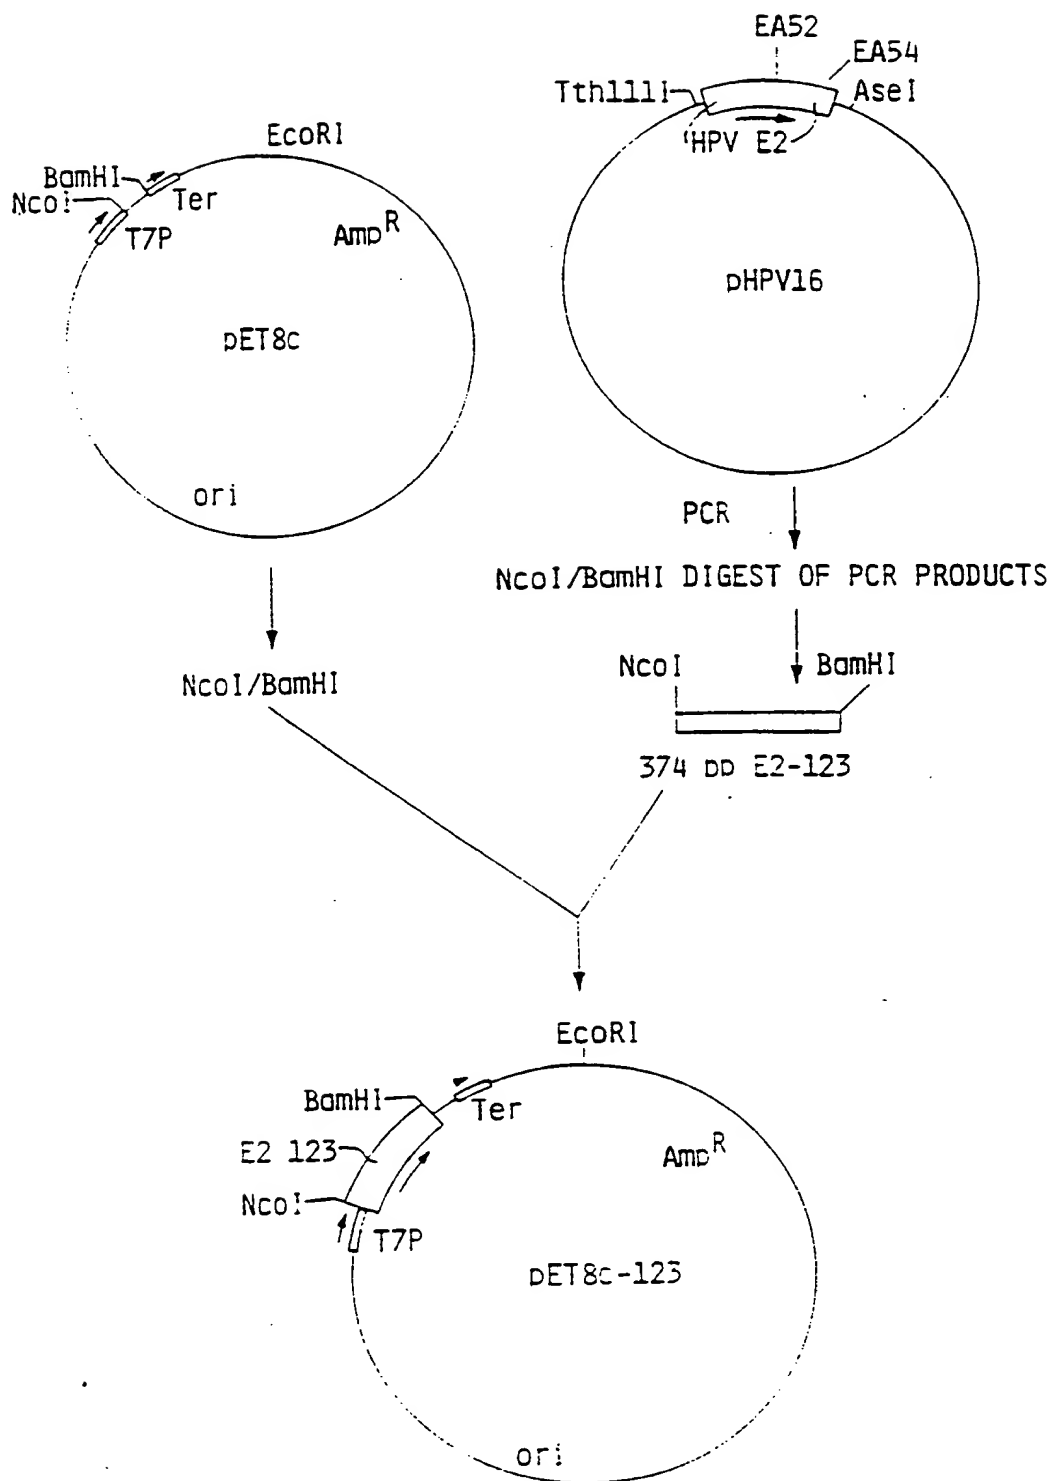 EcoRI
BamHI
NcoI
Ter
T7P
Amp^R
pET8c
ori
NcoI/BamHI
EA52
EA54
Tth111I
AseI
HPV E2
pHPV16
PCR
NcoI/BamHI DIGEST OF PCR PRODUCTS
NcoI
BamHI
374 bp E2-123
EcoRI
BamHI
Ter
E2 123
Amp^R
NcoI
T7P
pET8c-123
ori